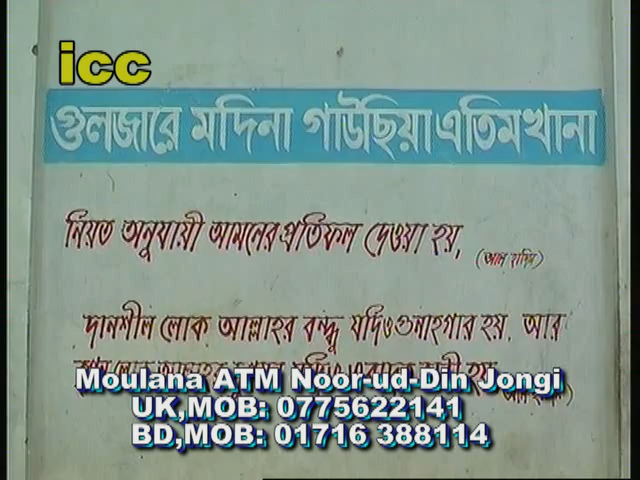 icc
গুলজারে মদিনা গাউছিয়া এতিমখানা
নিয়ত অনুযায়ী আমলের প্রতিফল দেওয়া হয়,
(আল হাদিস)
দানশীল লোক আল্লাহর বন্ধু যদিও গুনাহগার হয়. আর
Moulana ATM Noor-ud-Din Jongi
UK,MOB: 0775622141
BD,MOB: 01716 388114